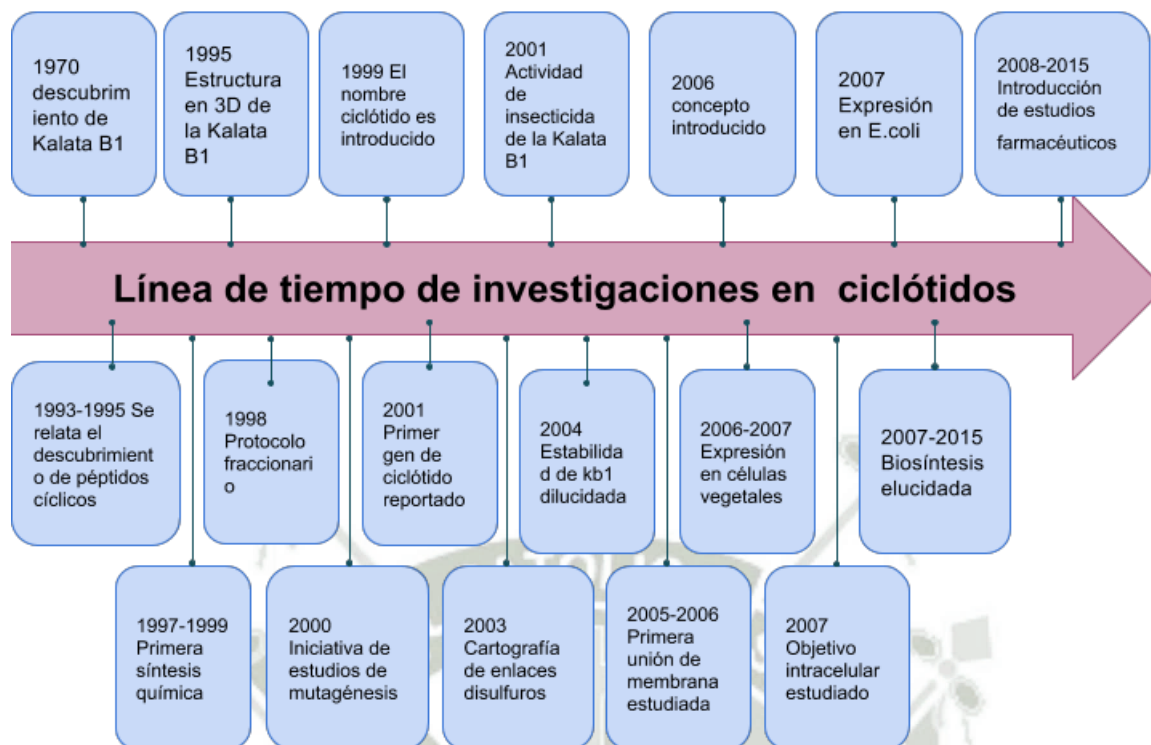 1970
descubrim
iento de
Kalata B1
1995
Estructura
en 3D de
la Kalata
B1
1999 El
nombre
ciclótido es
introducido
2001
Actividad
de
insecticida
de la Kalata
B1
2006
concepto
introducido
2007
Expresión
en E.coli
2008-2015
Introducción
de estudios
farmacéuticos
Línea de tiempo de investigaciones en ciclótidos
1993-1995 Se
relata el
descubrimient
o de péptidos
cíclicos
1998
Protocolo
fraccionari
o
2001
Primer
gen de
ciclótido
reportado
2004
Estabilida
d de kb1
dilucidada
2006-2007
Expresión
en células
vegetales
2007-2015
Biosíntesis
elucidada
1997-1999
Primera
síntesis
química
2000
Iniciativa de
estudios de
mutagénesis
2003
Cartografía
de enlaces
disulfuros
2005-2006
Primera
unión de
membrana
estudiada
2007
Objetivo
intracelular
estudiado